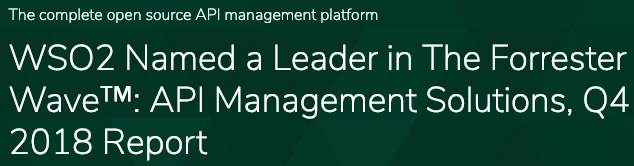 The complete open source API management platform
WSO2 Named a Leader in The Forrester
Wave™: API Management Solutions, Q4
2018 Report